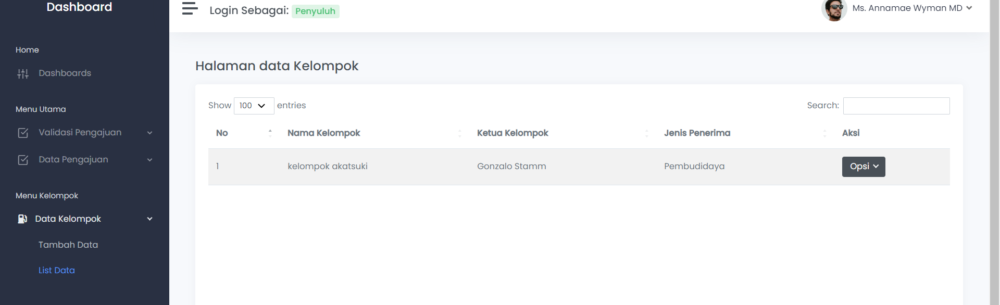 Dashboard
Home
Dashboards
Menu Utama
Validasi Pengajuan
Data Pengajuan
Menu Kelompok
Data Kelompok
Tambah Data
List Data
Login Sebagai: Penyuluh
Ms. Annamae Wyman MD
Halaman data Kelompok
Show 100 entries
Search:
No Nama Kelompok Ketua Kelompok Jenis Penerima Aksi
1 kelompok akatsuki Gonzalo Stamm Pembudidaya Opsi